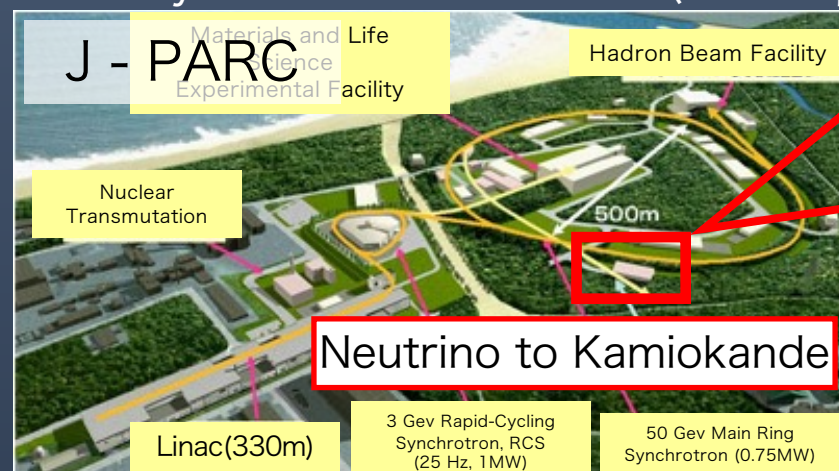 J - PARC
Materials and Life
Science
Experimental Facility
Hadron Beam Facility
Nuclear
Transmutation
500m
Neutrino to Kamiokande
Linac(330m)
3 Gev Rapid-Cycling
Synchrotron, RCS
(25 Hz, 1MW)
50 Gev Main Ring
Synchrotron (0.75MW)